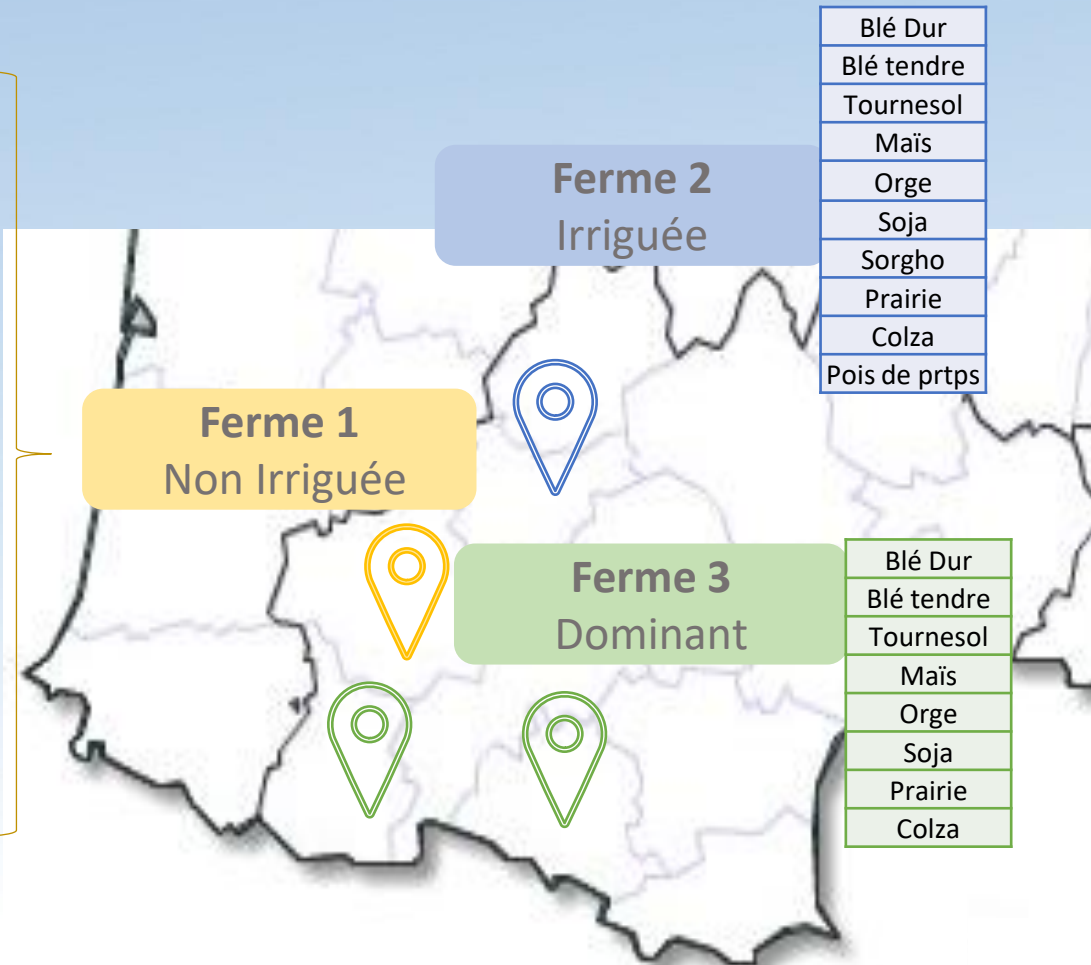 Blé Dur
Blé tendre
Tournesol
Maïs
Orge
Soja
Sorgho
Prairie
Colza
Pois de prtps
Ferme 2
Irriguée
Ferme 1
Non Irriguée
Ferme 3
Dominant
Blé Dur
Blé tendre
Tournesol
Maïs
Orge
Soja
Prairie
Colza